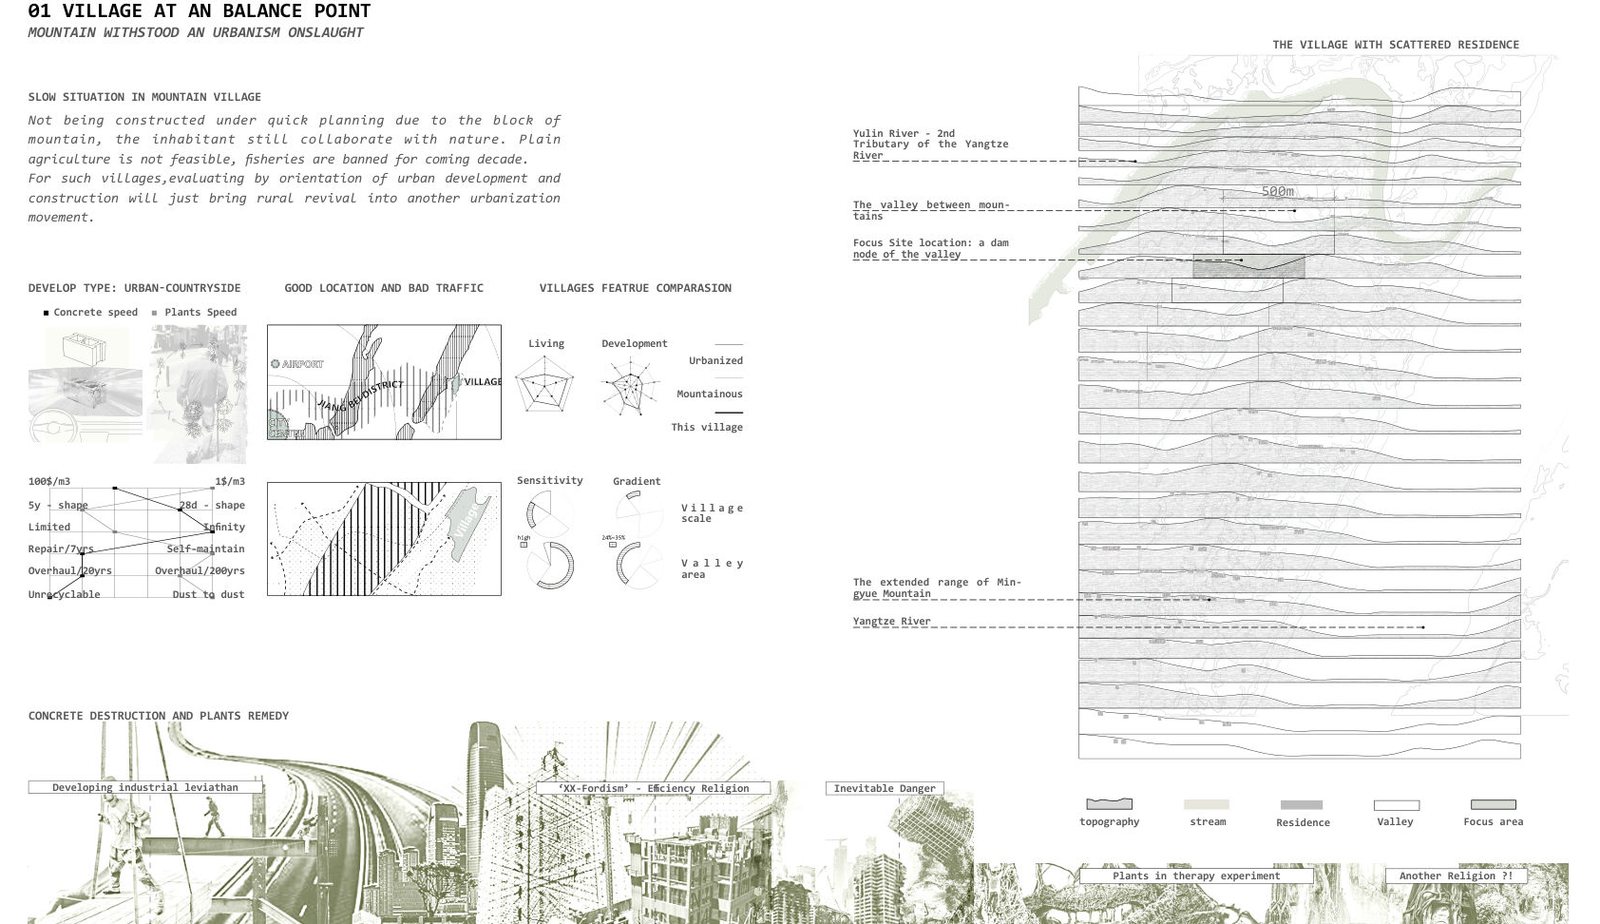 01 VILLAGE AT AN BALANCE POINT
MOUNTAIN WITHSTOOD AN URBANISM ONSLAUGHT
THE VILLAGE WITH SCATTERED RESIDENCE
SLOW SITUATION IN MOUNTAIN VILLAGE
Not being constructed under quick planning due to the block of
mountain, the inhabitant still collaborate with nature. Plain
agriculture is not feasible, fisheries are banned for coming decade.
For such villages,evaluating by orientation of urban development and
construction will just bring rural revival into another urbanization
movement.
Yulin River - 2nd
Tributary of the Yangtze
River
500m
The valley between moun-
tains
Focus Site location: a dam
node of the valley
DEVELOP TYPE: URBAN-COUNTRYSIDE
Concrete speed
Plants Speed
GOOD LOCATION AND BAD TRAFFIC
AIRPORT
JIANG BEI DISTRICT
VILLAGE
CITY
CENTER
Village
VILLAGES FEATRUE COMPARASION
Living
Development
Urbanized
Mountainous
This village
100$/m3
1$/m3
5y - shape
28d - shape
Limited
Infinity
Repair/7yrs
Self-maintain
Overhaul/20yrs
Overhaul/200yrs
Unrecyclable
Dust to dust
Sensitivity
Gradient
Village
scale
high
24%~35%
Valley
area
The extended range of Min-
gyue Mountain
Yangtze River
CONCRETE DESTRUCTION AND PLANTS REMEDY
Developing industrial leviathan
‘XX-Fordism’ - Efficiency Religion
Inevitable Danger
topography
stream
Residence
Valley
Focus area
Plants in therapy experiment
Another Religion ?!